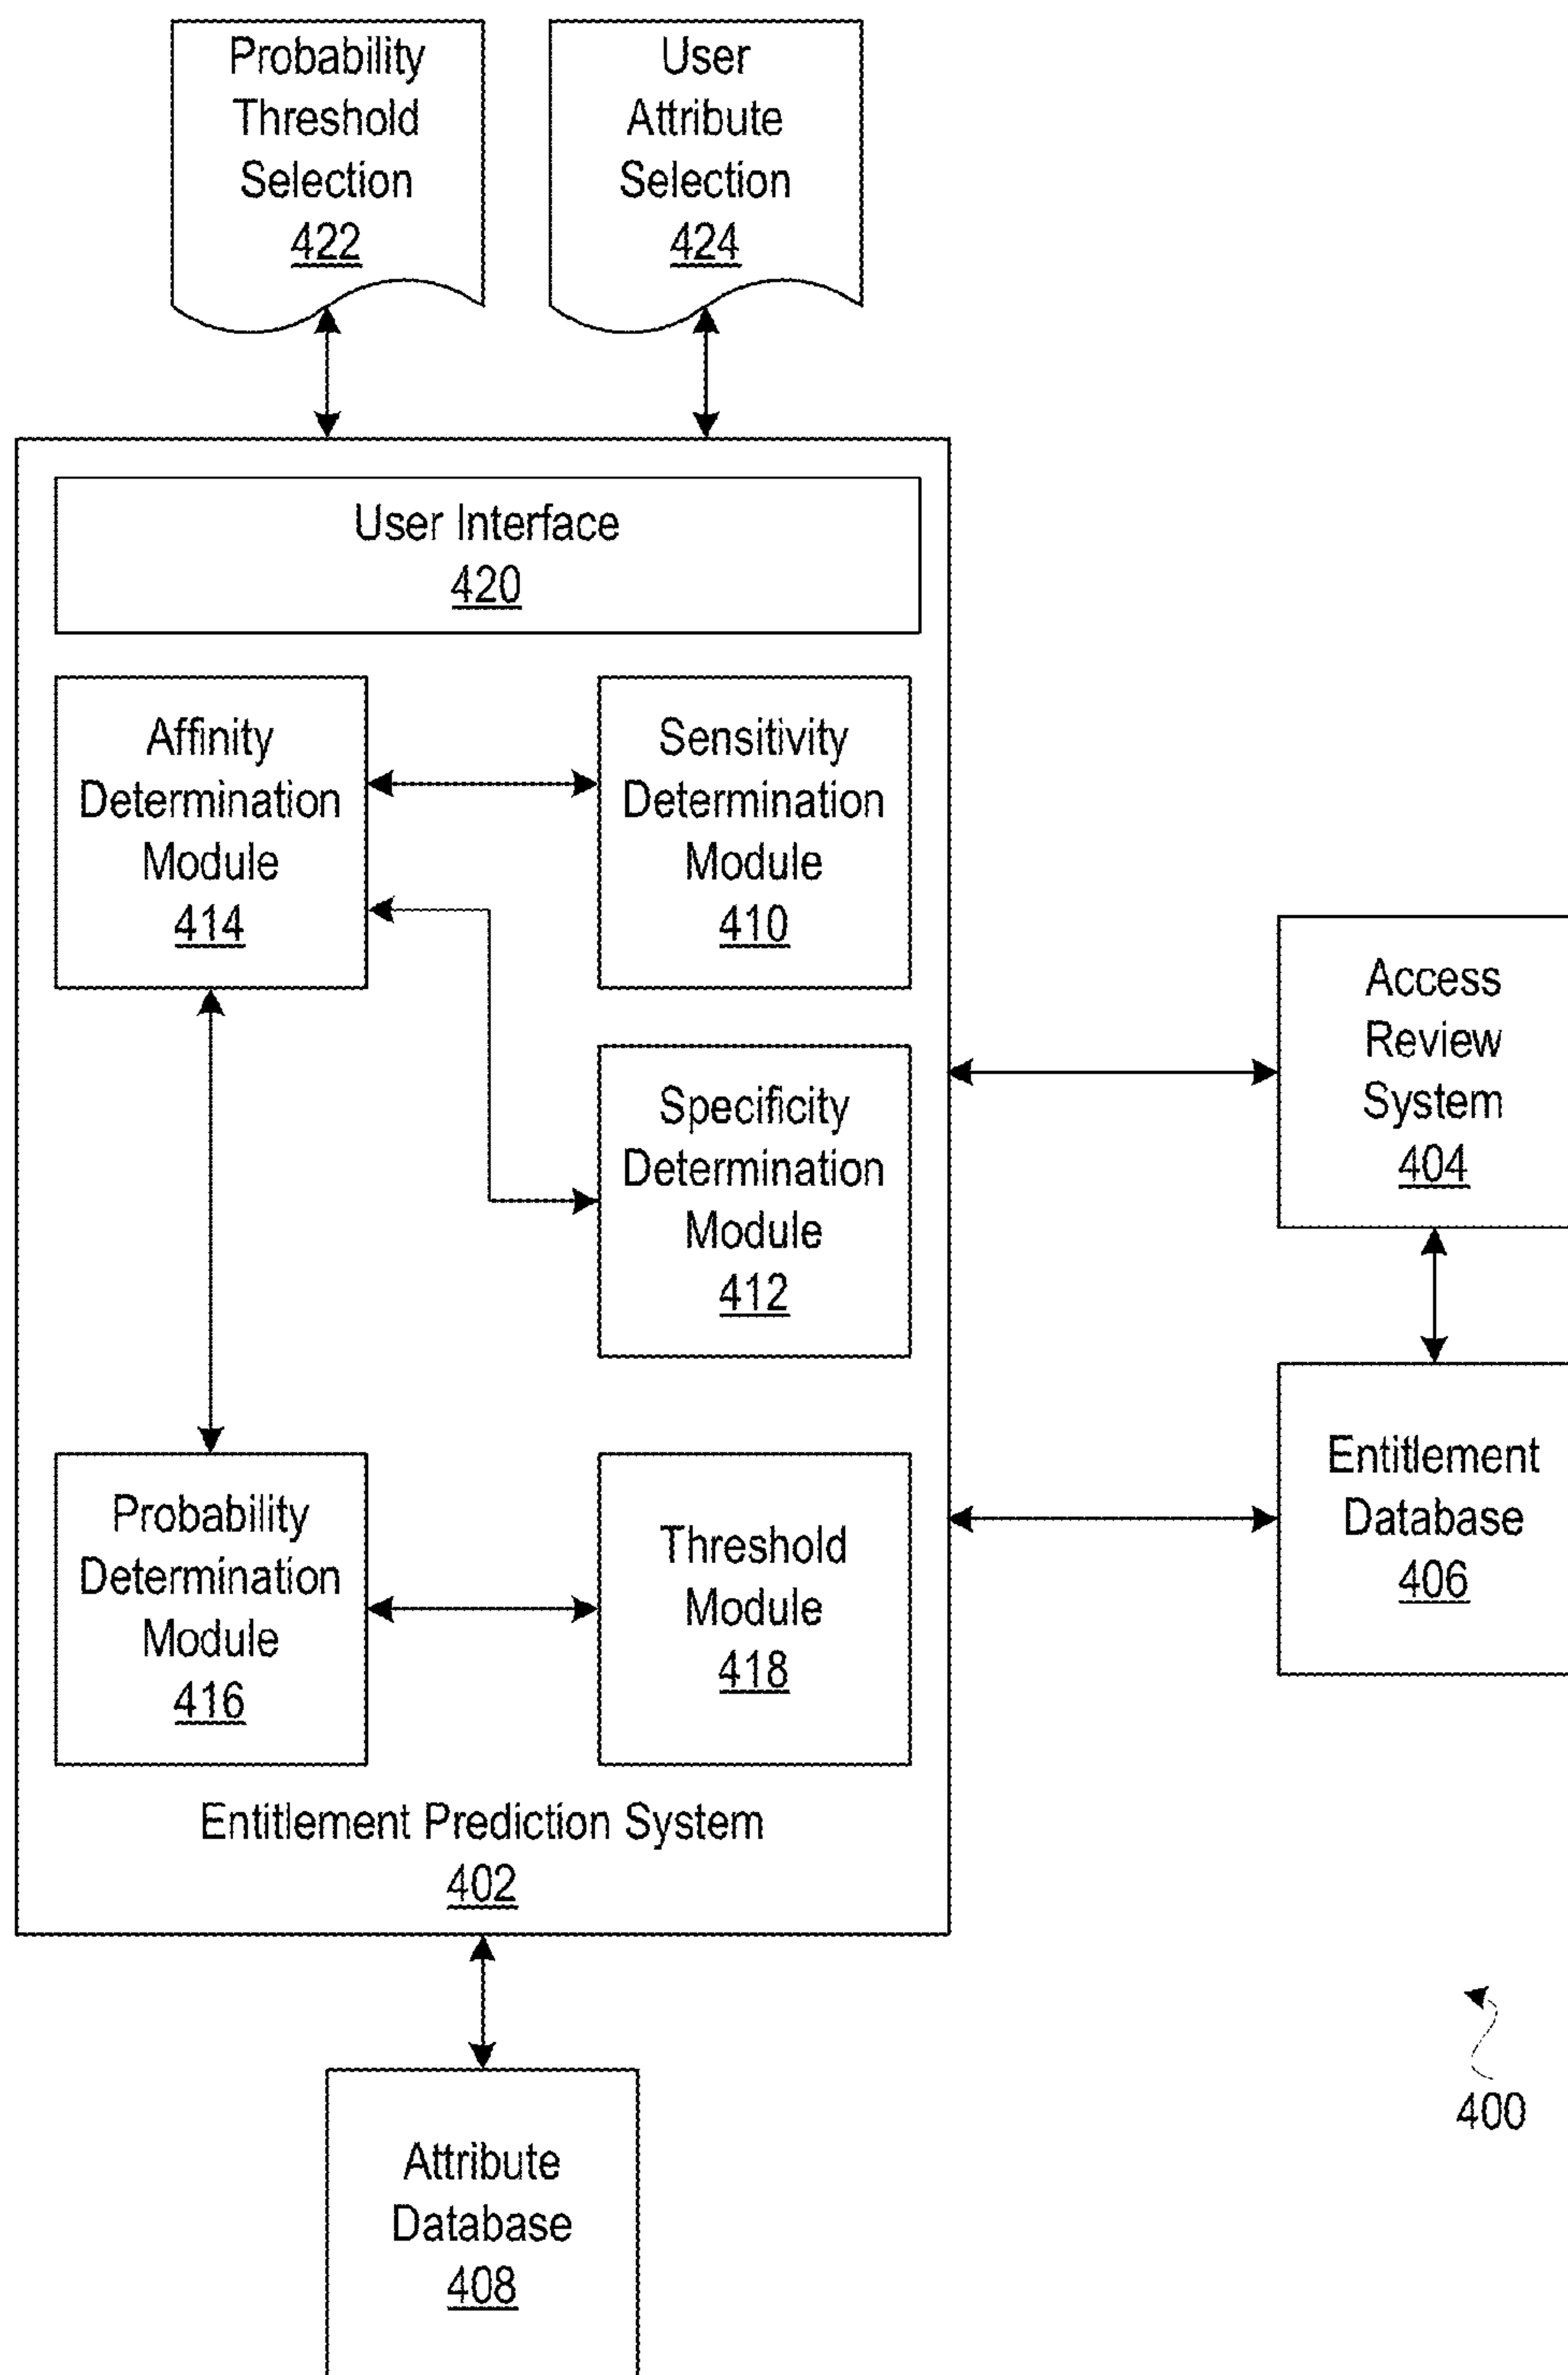 Probability
Threshold
Selection
422
User
Attribute
Selection
424
User Interface
420
Affinity
Determination
Module
414
Sensitivity
Determination
Module
410
Specificity
Determination
Module
412
Access
Review
System
404
Probability
Determination
Module
416
Threshold
Module
418
Entitlement
Database
406
Entitlement Prediction System
402
Attribute
Database
408
400